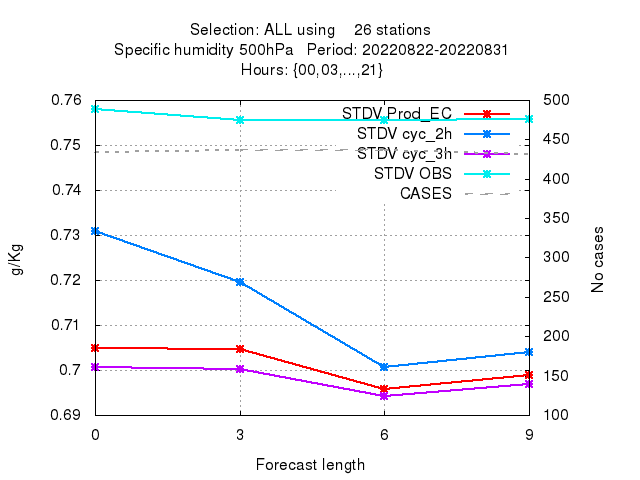 Selection: ALL using    26 stations
Specific humidity 500hPa   Period: 20220822-20220831
Hours: {00,03,...,21}
0.76
0.75
0.74
0.73
0.72
0.71
0.7
0.69
500
450
400
350
300
250
200
150
100
STDV Prod_EC
STDV cyc_2h
STDV cyc_3h
STDV OBS
CASES
g/Kg
No cases
0 3 6 9
Forecast length